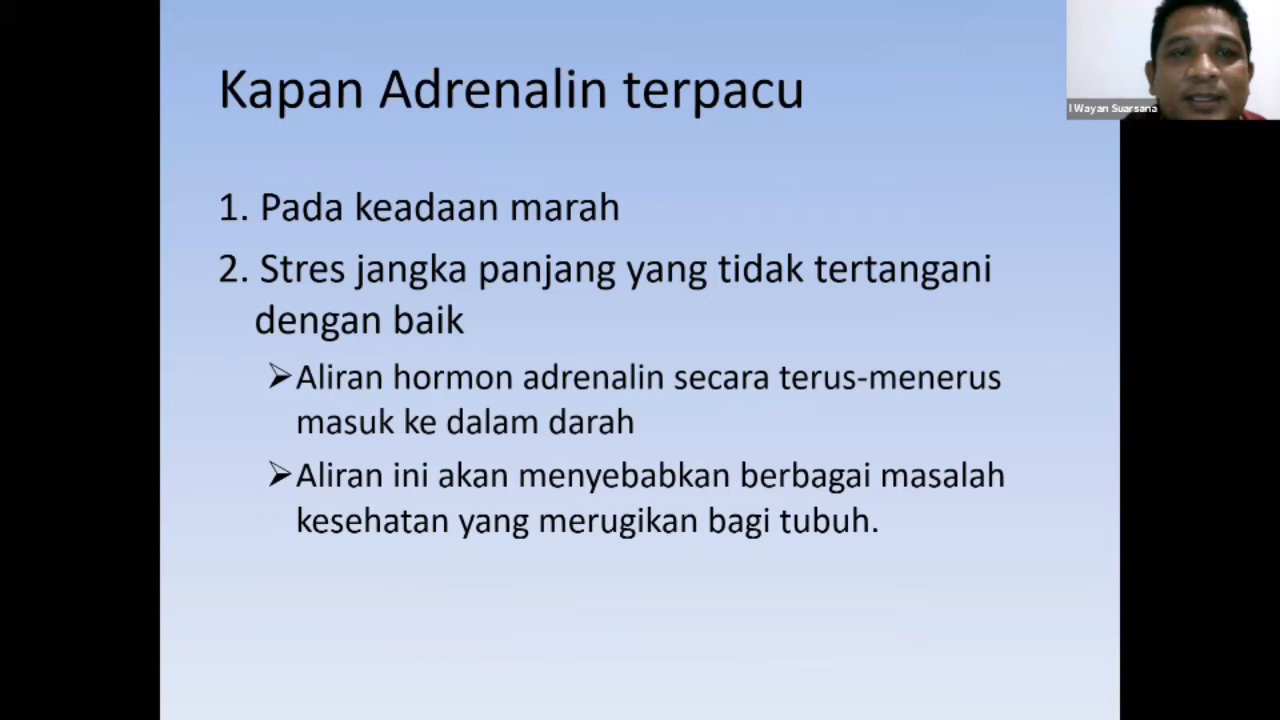 Kapan Adrenalin terpacu
I Wayan Suarsana
1. Pada keadaan marah
2. Stres jangka panjang yang tidak tertangani
dengan baik
➢Aliran hormon adrenalin secara terus-menerus
masuk ke dalam darah
➢Aliran ini akan menyebabkan berbagai masalah
kesehatan yang merugikan bagi tubuh.